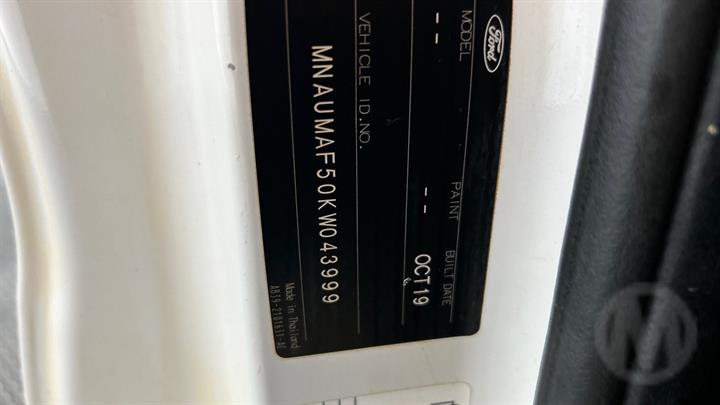 Ford
MODEL PAINT BUILT DATE
-- -- OCT19
VEHICLE ID.NO.
MNAUMAF50KW043999
Made in Thailand